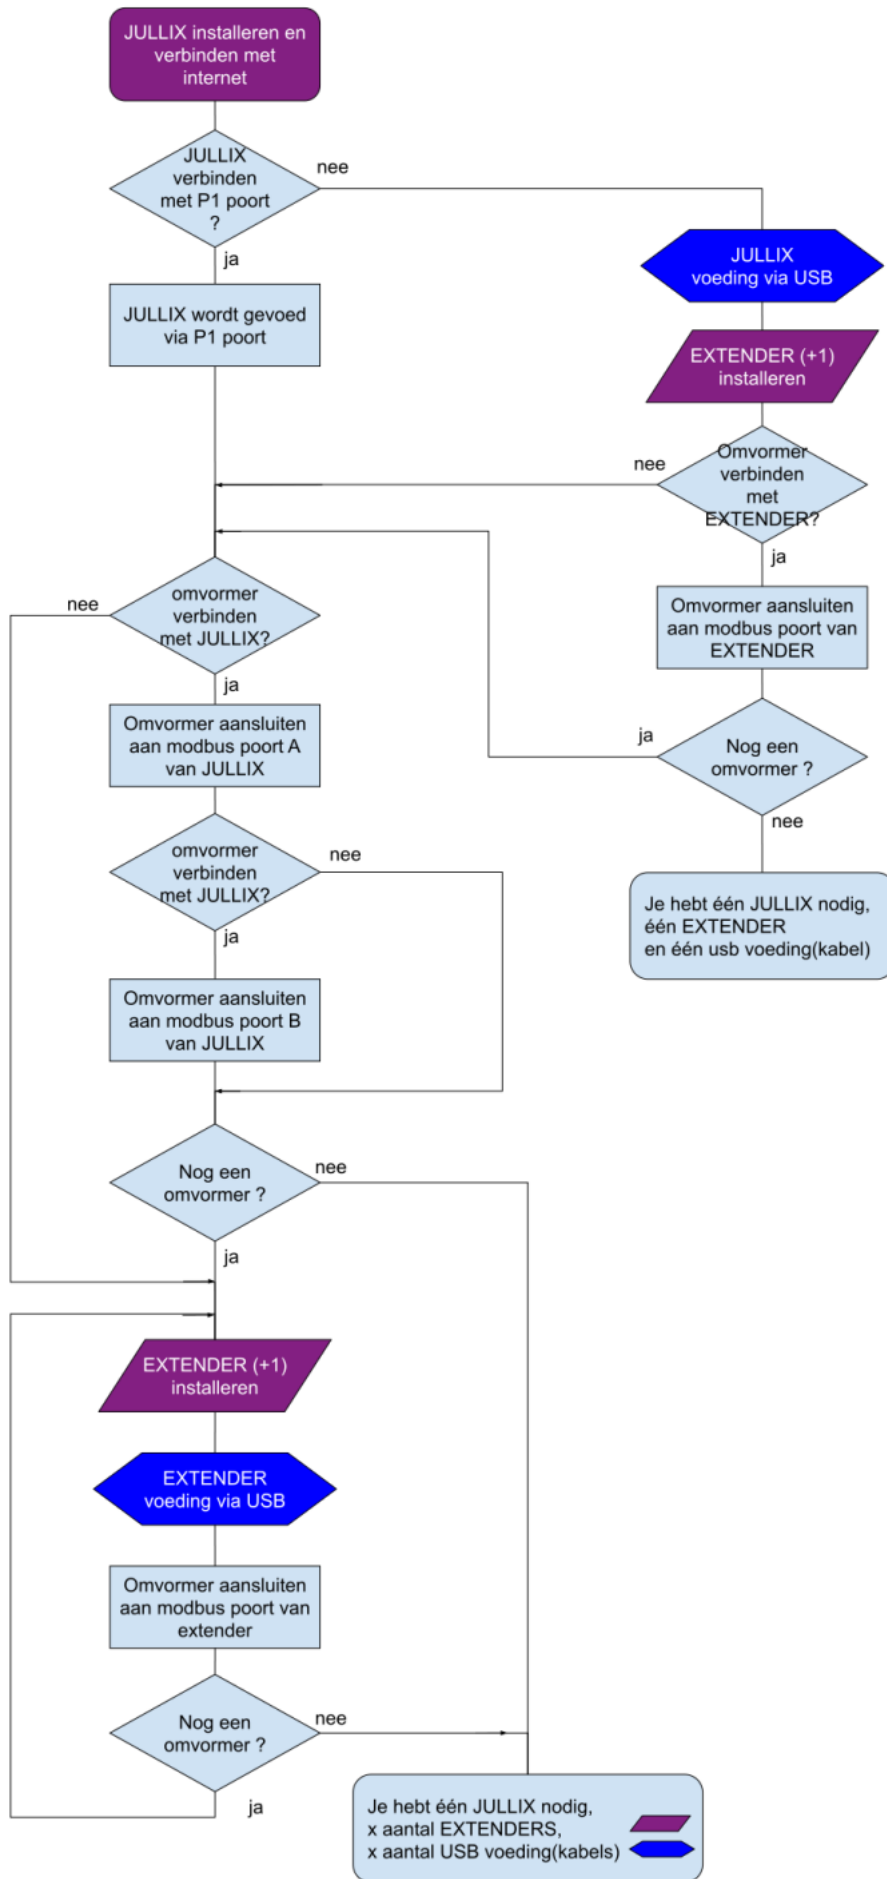 JULLIX installeren en
verbinden met
internet
JULLIX
verbinden
met P1 poort
?
nee
ja
JULLIX
voeding via USB
JULLIX wordt gevoed
via P1 poort
EXTENDER (+1)
installeren
Omvormer
verbinden
met
EXTENDER?
nee
ja
omvormer
verbinden
met JULLIX?
nee
ja
Omvormer aansluiten
aan modbus poort van
EXTENDER
Omvormer aansluiten
aan modbus poort A
van JULLIX
Nog een
omvormer ?
ja
nee
omvormer
verbinden
met JULLIX?
nee
ja
Je hebt één JULLIX nodig,
één EXTENDER
en één usb voeding(kabel)
Omvormer aansluiten
aan modbus poort B
van JULLIX
Nog een
omvormer ?
nee
ja
EXTENDER (+1)
installeren
EXTENDER
voeding via USB
Omvormer aansluiten
aan modbus poort van
extender
Nog een
omvormer ?
nee
ja
Je hebt één JULLIX nodig,
x aantal EXTENDERS,
x aantal USB voeding(kabels)